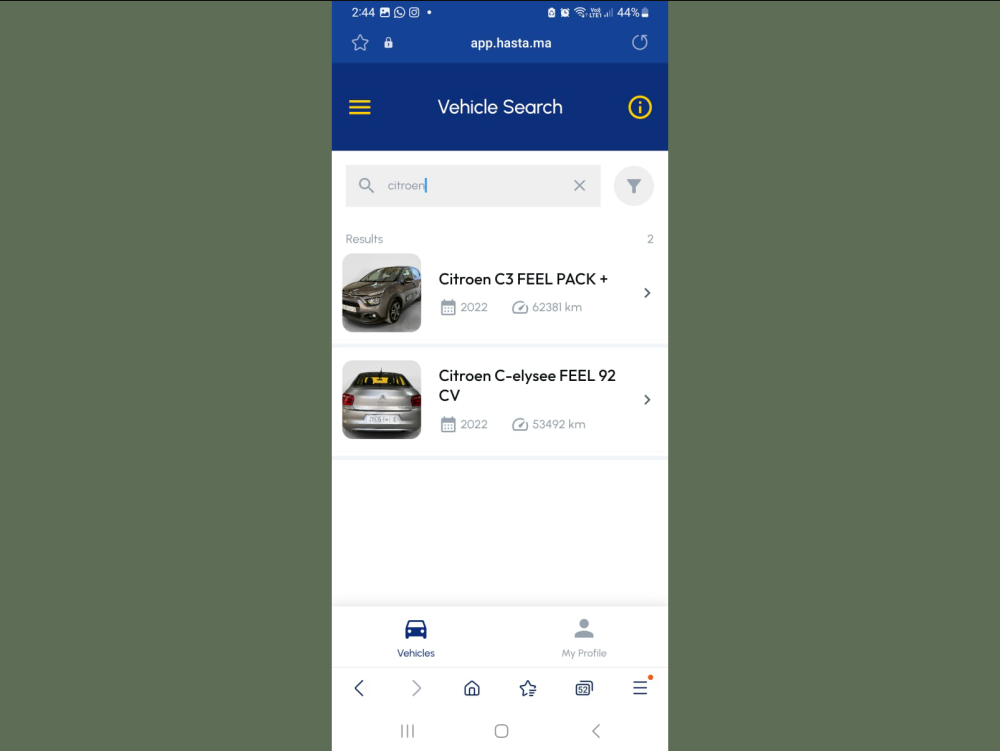 2:44
44%
app.hasta.ma
Vehicle Search
citroen
Results
2
Citroen C3 FEEL PACK +
2022
62381 km
Citroen C-elysee FEEL 92
CV
2022
53492 km
Vehicles
My Profile
52